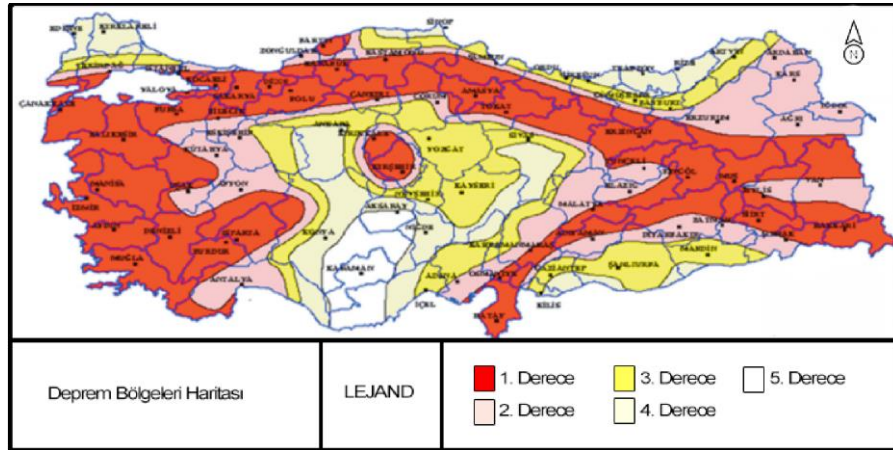 SİNOP
EDİRNE
KIRKLARELİ
BARTIN
ZONGULDAK
KASTAMONU
SAMSUN
ARTVİN
ARDAHAN
TEKİRDAĞ
İSTANBUL
KOCAELİ
KARABÜK
ORDU
GİRESUN
TRABZON
RİZE
KARS
YALOVA
SAKARYA
DÜZCE
BOLU
ÇANKIRI
ÇORUM
AMASYA
TOKAT
GÜMÜŞHANE
BAYBURT
IĞDIR
ÇANAKKALE
BURSA
BİLECİK
ERZURUM
AĞRI
BALIKESİR
ESKİŞEHİR
ANKARA
KIRIKKALE
YOZGAT
SİVAS
ERZİNCAN
KÜTAHYA
KIRŞEHİR
TUNCELİ
BİNGÖL
MUŞ
MANİSA
UŞAK
AFYON
NEVŞEHİR
KAYSERİ
ELAZIĞ
BİTLİS
VAN
İZMİR
AKSARAY
MALATYA
AYDIN
DENİZLİ
ISPARTA
KONYA
NİĞDE
KAHRAMANMARAŞ
ADIYAMAN
DİYARBAKIR
BATMAN
SİİRT
HAKKARİ
MUĞLA
BURDUR
KARAMAN
ADANA
OSMANİYE
GAZİANTEP
ŞANLIURFA
MARDİN
ŞIRNAK
ANTALYA
İÇEL
KİLİS
HATAY
N
Deprem Bölgeleri Haritası
LEJAND
1. Derece
3. Derece
5. Derece
2. Derece
4. Derece